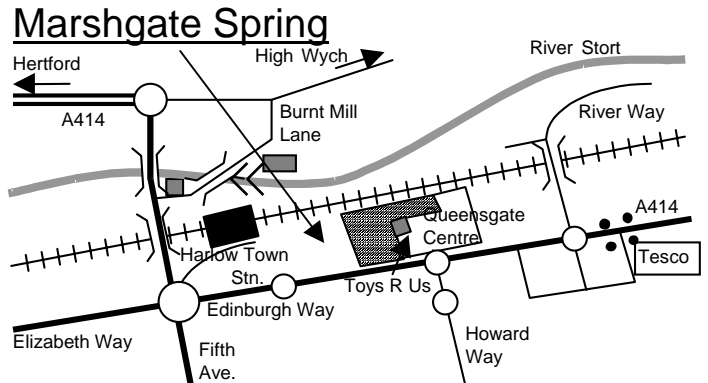 Marshgate Spring
Hertford
High Wych
River Stort
A414
Burnt Mill
Lane
River Way
A414
Queensgate
Centre
Harlow Town
Stn.
Tesco
Toys R Us
Edinburgh Way
Elizabeth Way
Fifth
Ave.
Howard
Way